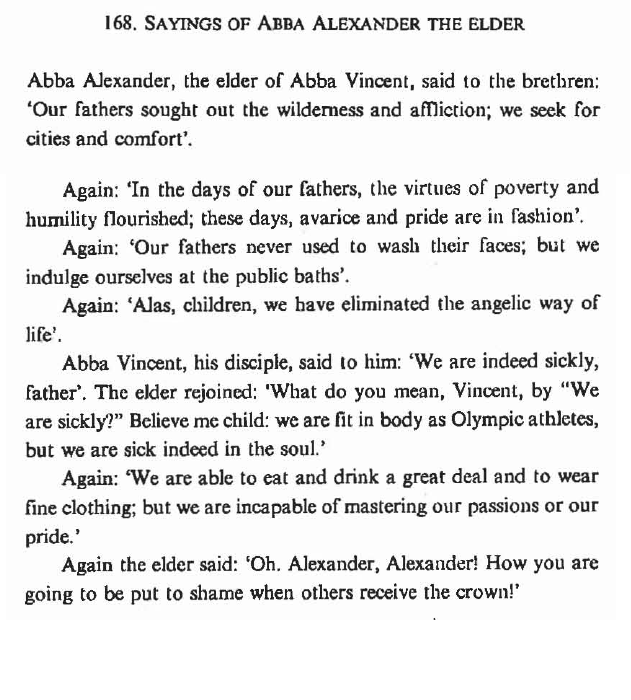 168. SAYINGS OF ABBA ALEXANDER THE ELDER
Abba Alexander, the elder of Abba Vincent, said to the brethren:
‘Our fathers sought out the wilderness and affliction; we seek for
cities and comfort’.
Again: ‘In the days of our fathers, the virtues of poverty and
humility flourished; these days, avarice and pride are in fashion’.
Again: ‘Our fathers never used to wash their faces; but we
indulge ourselves at the public baths’.
Again: ‘Alas, children, we have eliminated the angelic way of
life’.
Abba Vincent, his disciple, said to him: ‘We are indeed sickly,
father’. The elder rejoined: 'What do you mean, Vincent, by “We
are sickly?” Believe me child: we are fit in body as Olympic athletes,
but we are sick indeed in the soul.’
Again: ‘We are able to eat and drink a great deal and to wear
fine clothing; but we are incapable of mastering our passions or our
pride.’
Again the elder said: ‘Oh. Alexander, Alexander! How you are
going to be put to shame when others receive the crown!’